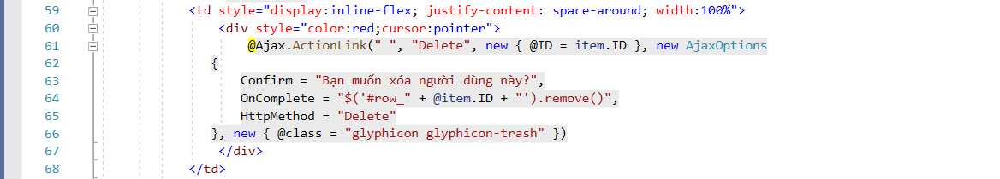 59 <td style="display:inline-flex; justify-content: space-around; width:100%">
60 <div style="color:red;cursor:pointer">
61 @Ajax.ActionLink(" ", "Delete", new { @ID = item.ID }, new AjaxOptions
62 {
63 Confirm = "Bạn muốn xóa người dùng này?",
64 OnComplete = "$('#row_" + @item.ID + "').remove()",
65 HttpMethod = "Delete"
66 }, new { @class = "glyphicon glyphicon-trash" })
67 </div>
68 </td>